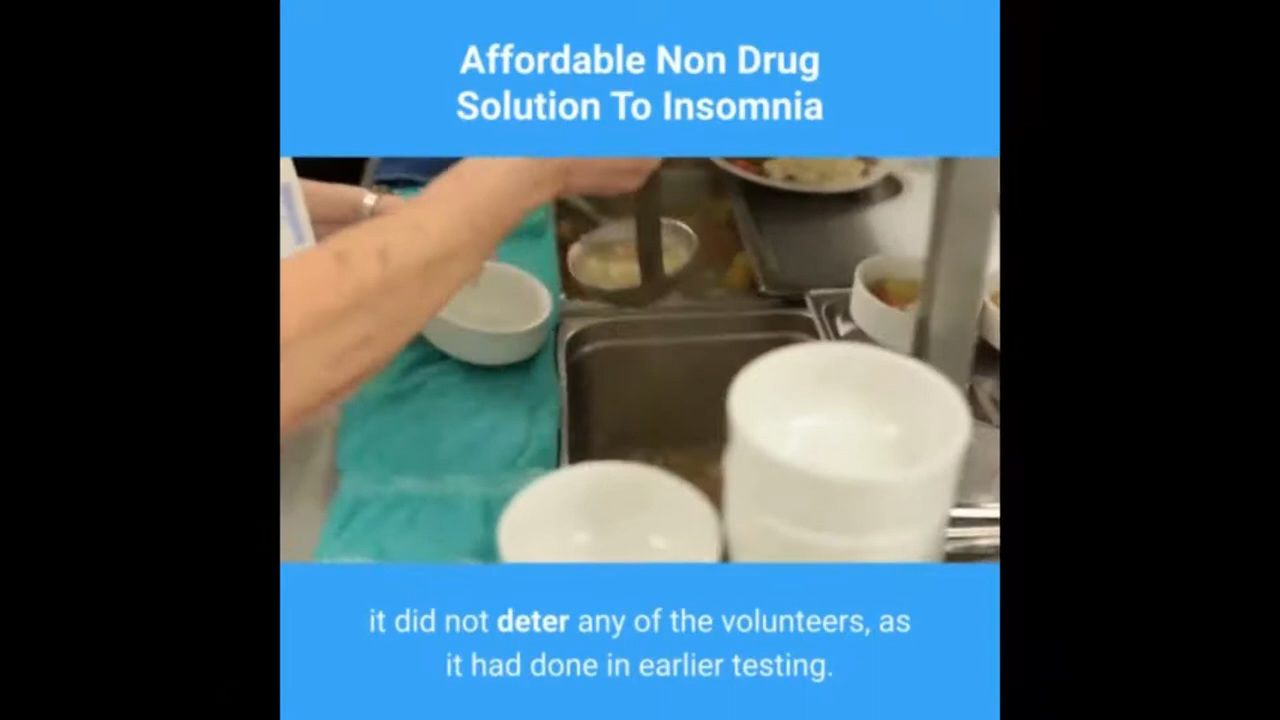 Affordable Non Drug
Solution To Insomnia
it did not deter any of the volunteers, as
it had done in earlier testing.